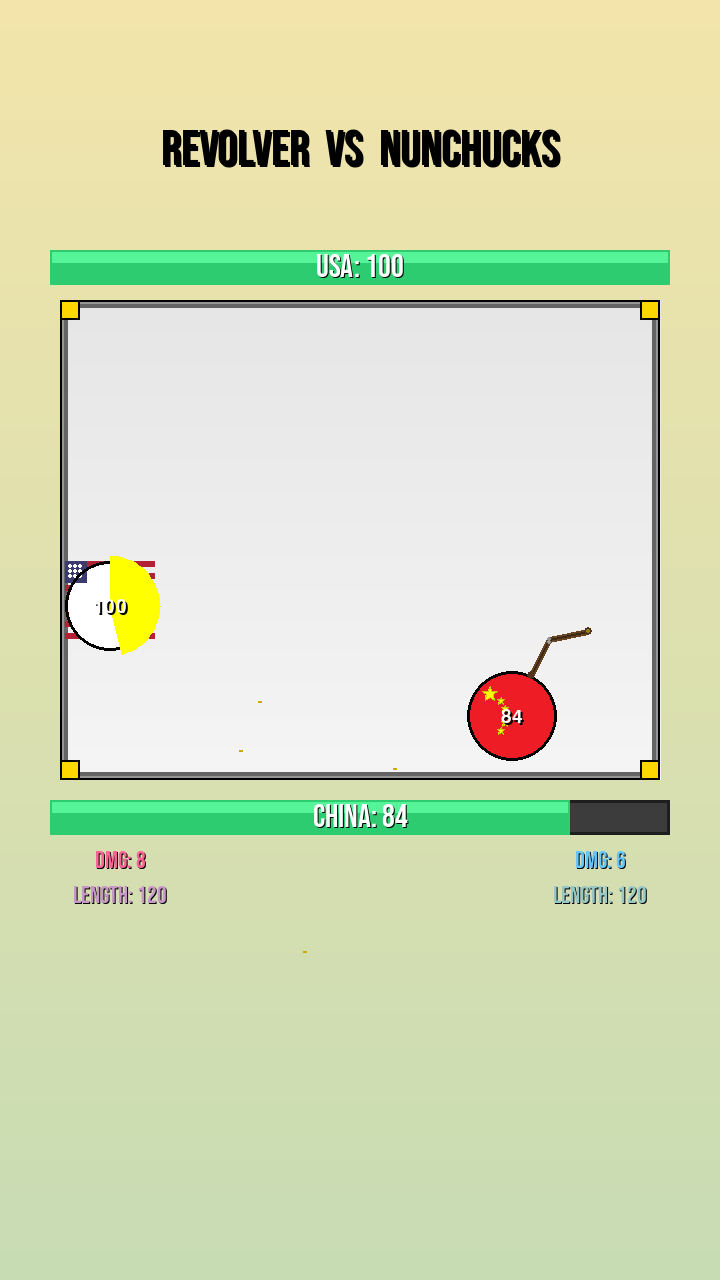 REVOLVER VS NUNCHUCKS
USA: 100
100
84
CHINA: 84
DMG: 8
DMG: 6
LENGTH: 120
LENGTH: 120